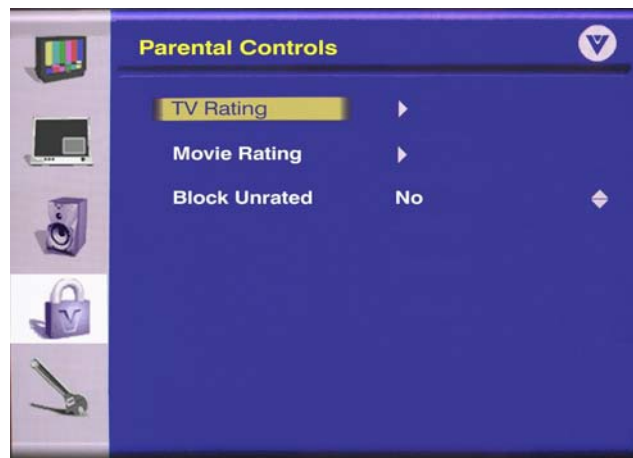 Parental Controls
TV Rating
Movie Rating
Block Unrated No